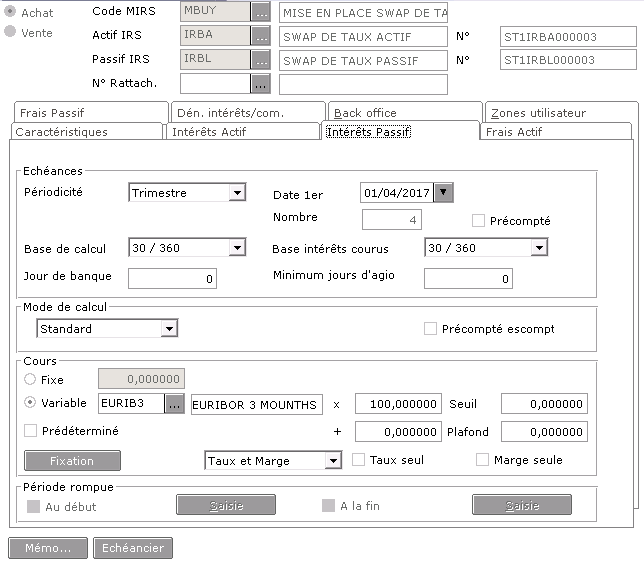 Achat Code MIRS MBUY ... MISE EN PLACE SWAP DE TA
Vente Actif IRS IRBA ... SWAP DE TAUX ACTIF N° ST1IRBA000003
Passif IRS IRBL ... SWAP DE TAUX PASSIF N° ST1IRBL000003
N° Rattach. ...
Frais Passif Dén. intérêts/com. Back office Zones utilisateur
Caractéristiques Intérêts Actif Intérêts Passif Frais Actif
Echéances
Périodicité Trimestre Date 1er 01/04/2017
Nombre 4 Précompté
Base de calcul 30 / 360 Base intérêts courus 30 / 360
Jour de banque 0 Minimum jours d'agio 0
Mode de calcul
Standard Précompté escompt
Cours
Fixe 0,000000
Variable EURIB3 ... EURIBOR 3 MOUNTHS x 100,000000 Seuil 0,000000
Prédéterminé + 0,000000 Plafond 0,000000
Fixation Taux et Marge Taux seul Marge seule
Période rompue
Au début Saisie A la fin Saisie
Mémo... Echéancier